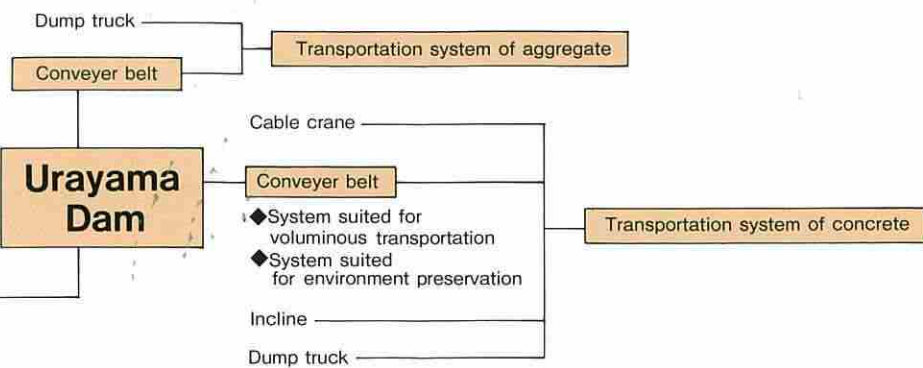 Dump truck
Transportation system of aggregate
Conveyer belt
Cable crane
Urayama
Dam
Conveyer belt
◆System suited for
voluminous transportation
◆System suited
for environment preservation
Transportation system of concrete
Incline
Dump truck